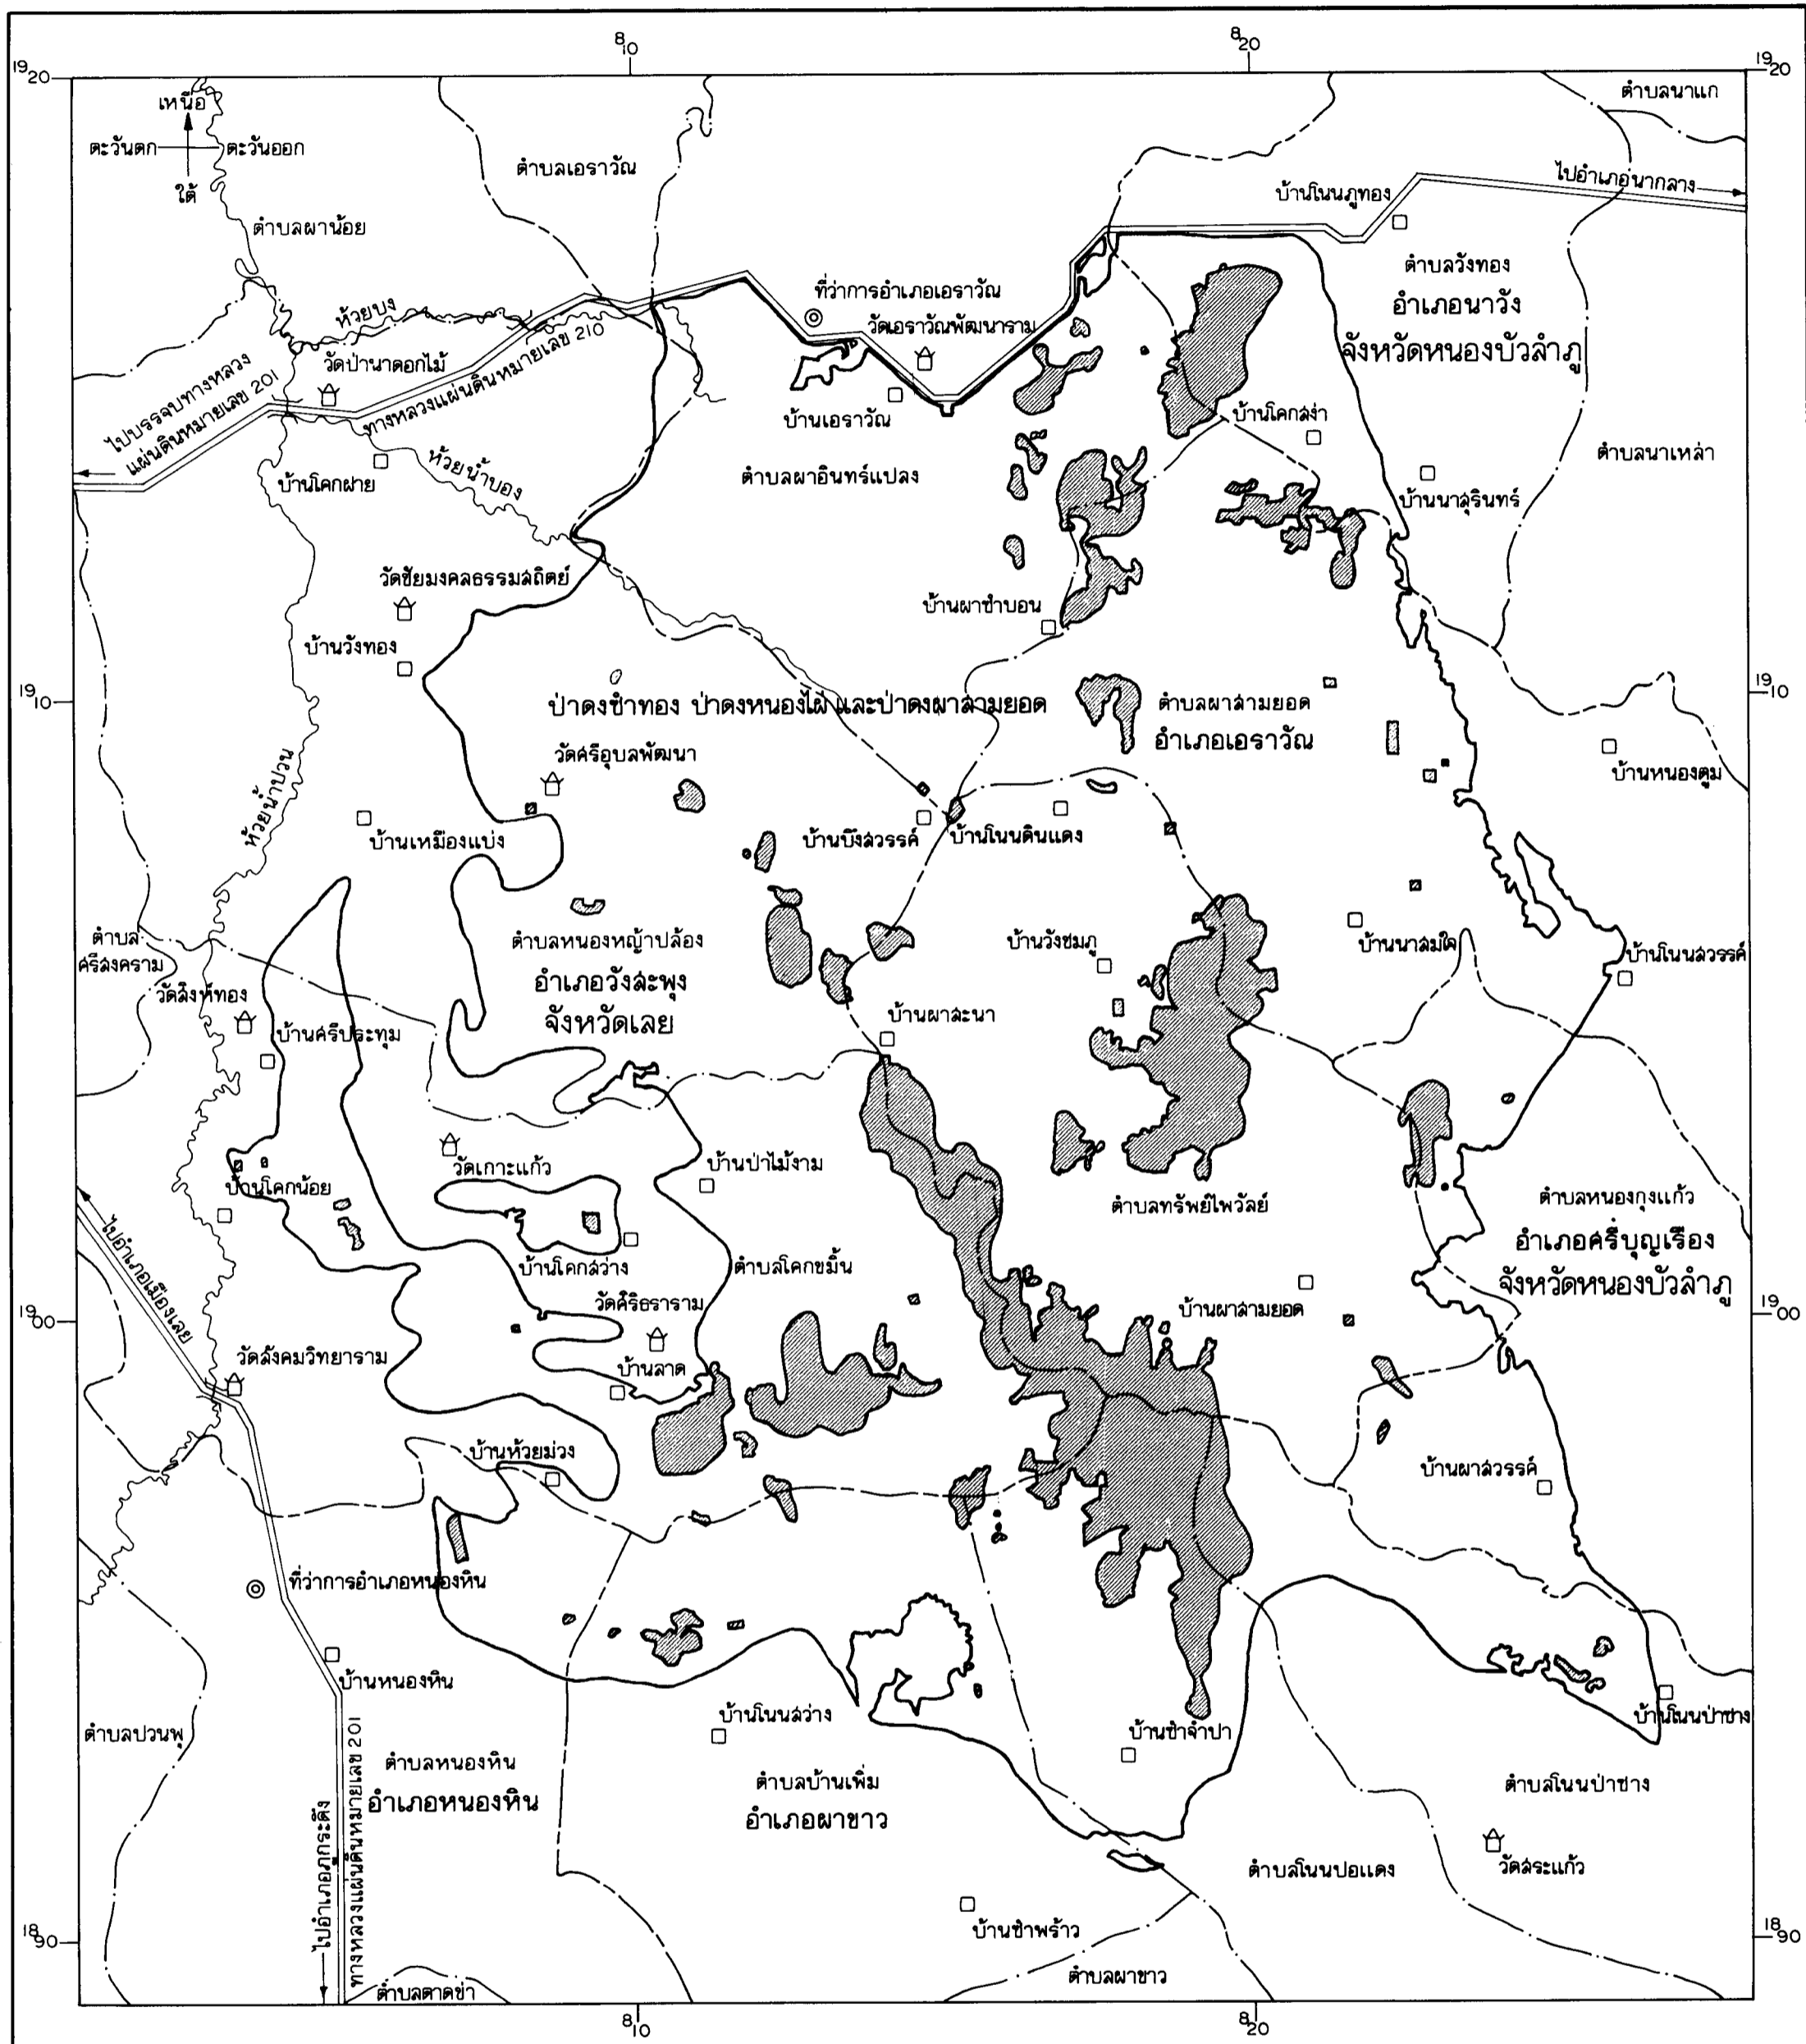 8 10
8 20
19 20
19 20
เหนือ
ตะวันตก
ตะวันออก
ใต้
ตำบลนาแก
ตำบลเอราวัณ
ไปอำเภอนากลาง
บ้านโนนภูทอง
ตำบลผาน้อย
ตำบลวังทอง
อำเภอนาวัง
จังหวัดหนองบัวลำภู
ที่ว่าการอำเภอเอราวัณ
วัดเอราวัณพัฒนาราม
ห้วยบง
วัดป่านาดอกไม้
ทางหลวงแผ่นดินหมายเลข 210
ไปบรรจบทางหลวง
แผ่นดินหมายเลข 201
บ้านเอราวัณ
บ้านโคกสง่า
บ้านโคกฝาย
ห้วยน้ำบอง
ตำบลผาอินทร์แปลง
ตำบลนาเหล่า
บ้านนาสุรินทร์
วัดชัยมงคลธรรมสถิตย์
บ้านผาซำบอน
บ้านวังทอง
19 10
19 10
ป่าดงซำทอง ป่าดงหนองไผ่ และป่าดงผาสามยอด
ตำบลผาสามยอด
อำเภอเอราวัณ
วัดศรีอุบลพัฒนา
บ้านหนองตูม
ห้วยน้ำปวน
บ้านเหมืองแบ่ง
บ้านบึงสวรรค์
บ้านโนนดินแดง
ตำบล
ศรีสงคราม
ตำบลหนองหญ้าปล้อง
อำเภอวังสะพุง
จังหวัดเลย
บ้านวังชมภู
บ้านนาสมใจ
บ้านโนนสวรรค์
วัดสิงห์ทอง
บ้านศรีประทุม
บ้านผาสะนา
วัดเกาะแก้ว
บ้านป่าไม้งาม
บ้านโคกน้อย
ตำบลทรัพย์ไพวัลย์
ตำบลหนองกุงแก้ว
อำเภอศรีบุญเรือง
จังหวัดหนองบัวลำภู
ไปอำเภอเมืองเลย
บ้านโคกสว่าง
ตำบลโคกขมิ้น
วัดศิริธราราม
บ้านผาสามยอด
19 00
19 00
วัดสังคมวิทยาราม
บ้านลาด
บ้านห้วยม่วง
บ้านผาสวรรค์
ที่ว่าการอำเภอหนองหิน
บ้านหนองหิน
บ้านโนนสว่าง
บ้านซำจำปา
บ้านโนนป่าซาง
ตำบลปวนพุ
ตำบลหนองหิน
อำเภอหนองหิน
ตำบลบ้านเพิ่ม
อำเภอผาขาว
ตำบลโนนป่าซาง
ตำบลโนนปอแดง
วัดสระแก้ว
ไปอำเภอภูกระดึง
ทางหลวงแผ่นดินหมายเลข 201
บ้านซำพร้าว
18 90
18 90
ตำบลผาขาว
ตำบลตาดข่า
8 10
8 20